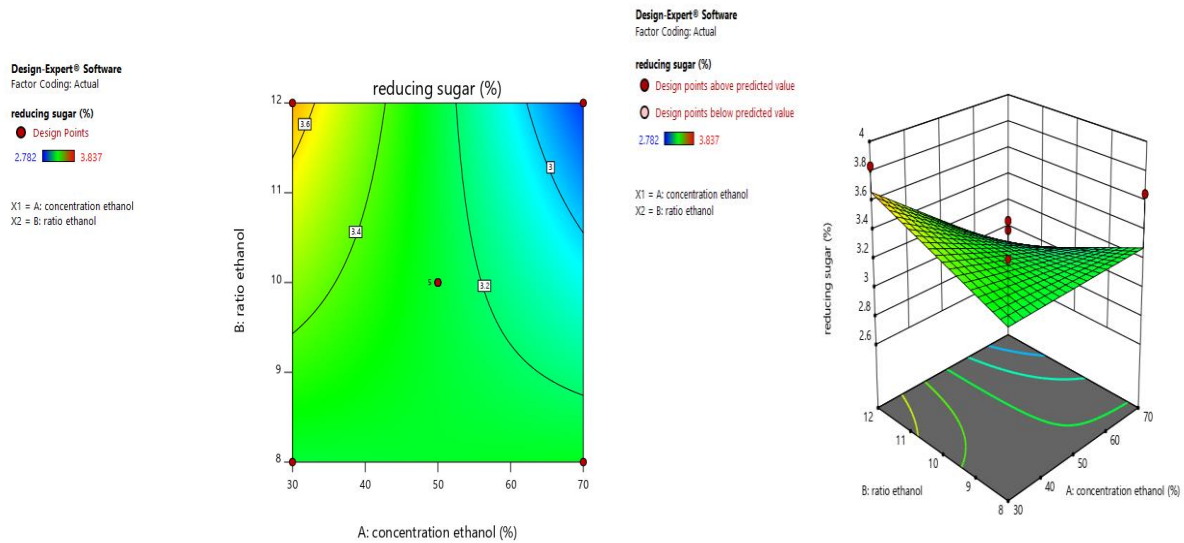 Design-Expert® Software
Factor Coding: Actual
reducing sugar (%)
Design Points
2.782 3.837
X1 = A: concentration ethanol
X2 = B: ratio ethanol
reducing sugar (%)
12
11
10
9
8
B: ratio ethanol
3.6
3.4
5
3.2
3
30 40 50 60 70
A: concentration ethanol (%)
Design-Expert® Software
Factor Coding: Actual
reducing sugar (%)
Design points above predicted value
Design points below predicted value
2.782 3.837
X1 = A: concentration ethanol
X2 = B: ratio ethanol
4
3.8
3.6
3.4
3.2
3
2.8
2.6
reducing sugar (%)
12
11
10
9
8
B: ratio ethanol
30
40
50
60
70
A: concentration ethanol (%)